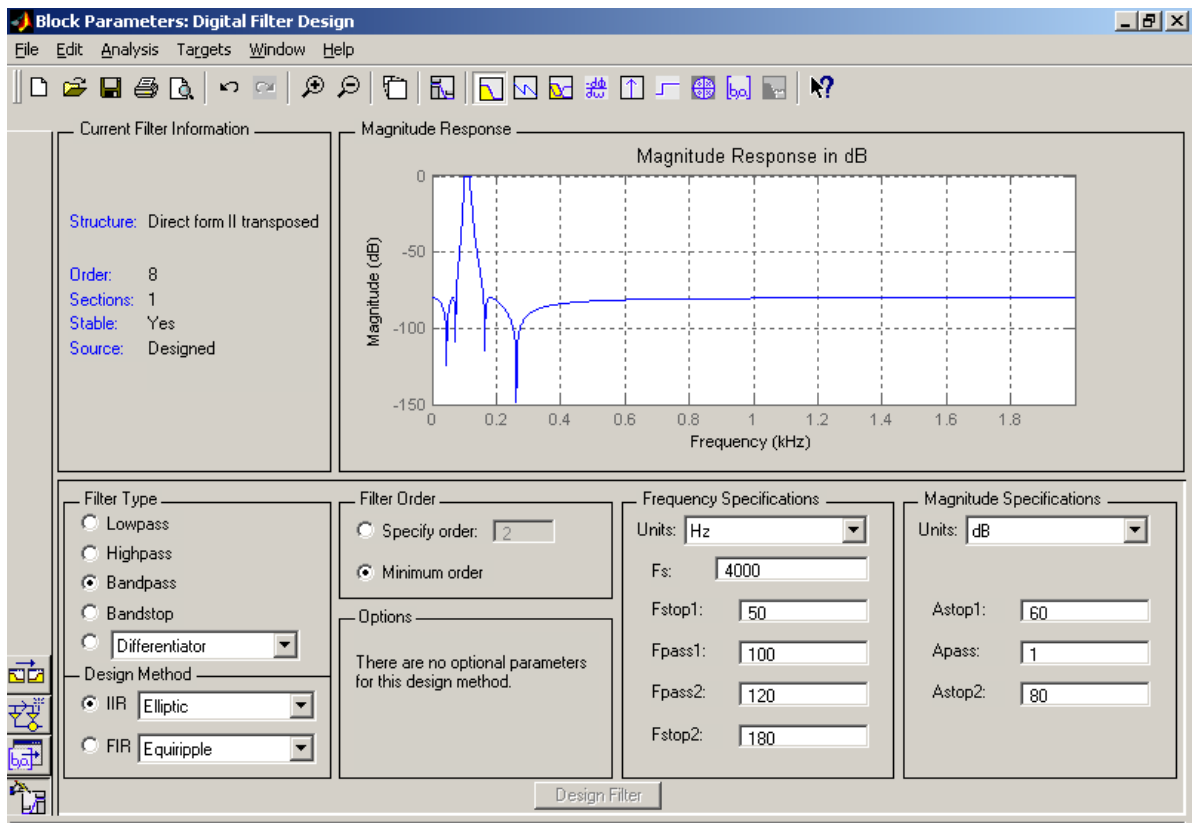 Block Parameters: Digital Filter Design
File Edit Analysis Targets Window Help
Current Filter Information
Structure: Direct form II transposed
Order: 8
Sections: 1
Stable: Yes
Source: Designed
Magnitude Response
Magnitude Response in dB
Magnitude (dB)
0
-50
-100
-150
0 0.2 0.4 0.6 0.8 1 1.2 1.4 1.6 1.8
Frequency (kHz)
Filter Type
Lowpass
Highpass
Bandpass
Bandstop
Differentiator
Design Method
IIR Elliptic
FIR Equiripple
Filter Order
Specify order: 2
Minimum order
Options
There are no optional parameters
for this design method.
Frequency Specifications
Units: Hz
Fs: 4000
Fstop1: 50
Fpass1: 100
Fpass2: 120
Fstop2: 180
Magnitude Specifications
Units: dB
Astop1: 60
Apass: 1
Astop2: 80
Design Filter